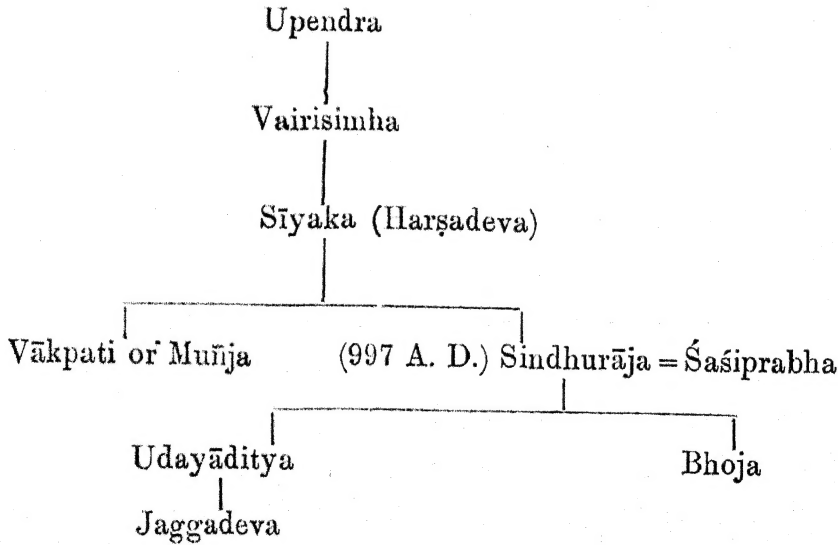 Upendra
Vairisimha
Sīyaka (Harṣadeva)
Vākpati or Muñja (997 A. D.) Sindhurāja = Śaśiprabha
Udayāditya Bhoja
Jaggadeva